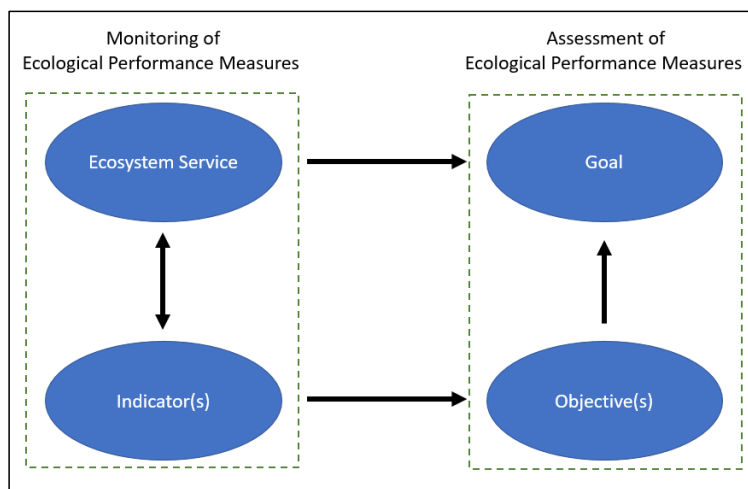 Monitoring of
Ecological Performance Measures
Assessment of
Ecological Performance Measures
Ecosystem Service
Goal
Indicator(s)
Objective(s)